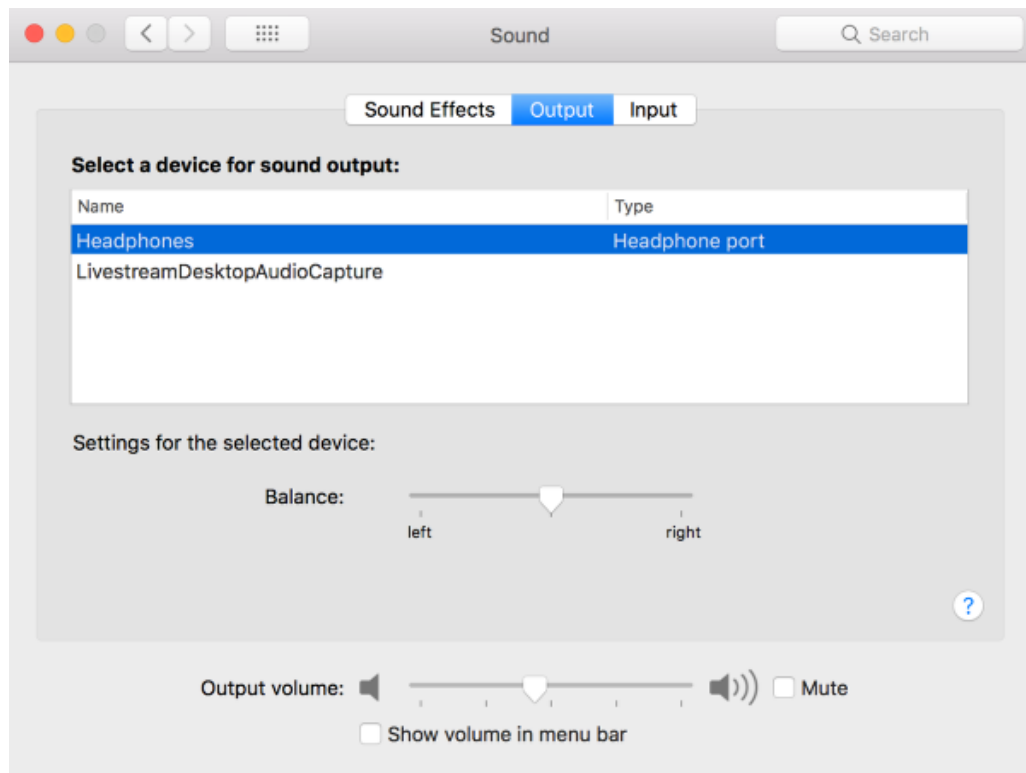 Sound
Search
Sound Effects Output Input
Select a device for sound output:
Name Type
Headphones Headphone port
LivestreamDesktopAudioCapture
Settings for the selected device:
Balance:
left right
?
Output volume: Mute
Show volume in menu bar